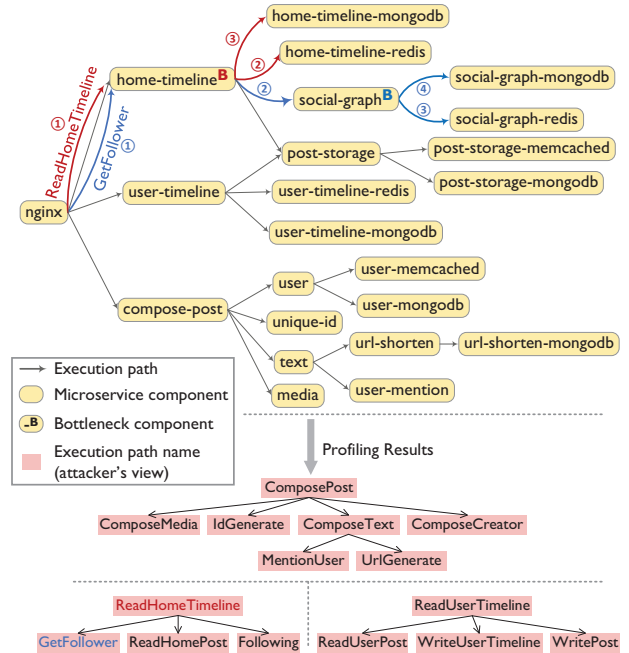 home-timeline-mongodb
③
home-timeline-redis
②
home-timeline B
②
social-graph B
④
social-graph-mongodb
③
social-graph-redis
①
ReadHomeTimeline
①
GetFollower
post-storage
post-storage-memcached
post-storage-mongodb
user-timeline
user-timeline-redis
nginx
user-timeline-mongodb
user
user-memcached
user-mongodb
compose-post
unique-id
text
url-shorten
url-shorten-mongodb
user-mention
media
Execution path
Microservice component
_B Bottleneck component
Execution path name
(attacker's view)
Profiling Results
ComposePost
ComposeMedia IdGenerate ComposeText ComposeCreator
MentionUser UrlGenerate
ReadHomeTimeline
GetFollower ReadHomePost Following
ReadUserTimeline
ReadUserPost WriteUserTimeline WritePost